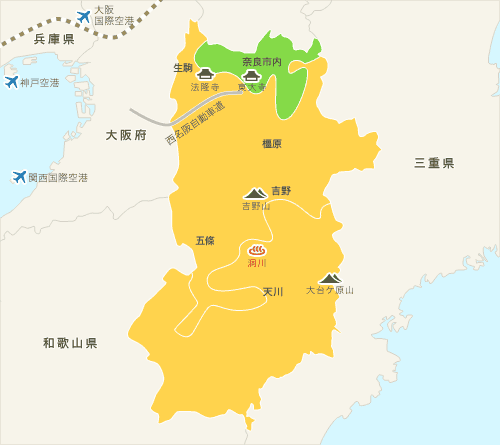 大阪
国際空港
兵庫県
神戸空港
生駒
奈良市内
法隆寺
東大寺
西名阪自動車道
大阪府
橿原
三重県
関西国際空港
吉野
吉野山
五條
洞川
天川
大台ケ原山
和歌山県